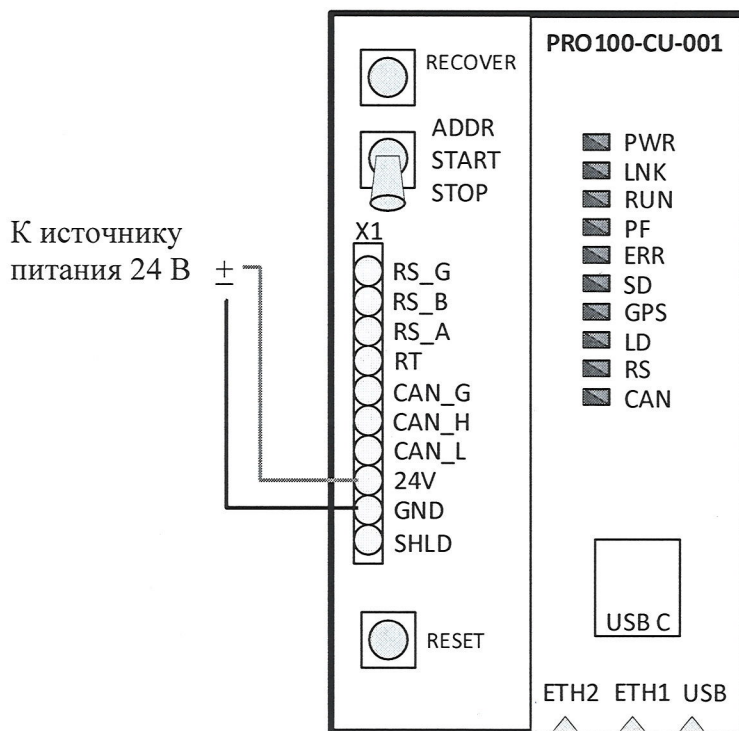 PRO100-CU-001
RECOVER
ADDR
START
STOP
К источнику
питания 24 В
+
−
X1
RS_G
RS_B
RS_A
RT
CAN_G
CAN_H
CAN_L
24V
GND
SHLD
RESET
PWR
LNK
RUN
PF
ERR
SD
GPS
LD
RS
CAN
USB C
ETH2 ETH1 USB